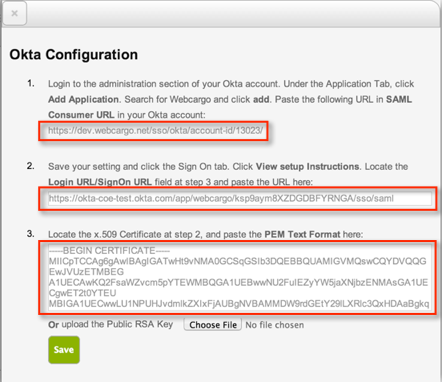 ×
Okta Configuration
1. Login to the administration section of your Okta account. Under the Application Tab, click
Add Application. Search for Webcargo and click add. Paste the following URL in SAML
Consumer URL in your Okta account:
https://dev.webcargo.net/sso/okta/account-id/13023/
2. Save your setting and click the Sign On tab. Click View setup Instructions. Locate the
Login URL/SignOn URL field at step 3 and paste the URL here:
https://okta-coe-test.okta.com/app/webcargo/ksp9aym8XZDGDBFYRNGA/sso/saml
3. Locate the x.509 Certificate at step 2, and paste the PEM Text Format here:
-----BEGIN CERTIFICATE-----
MIICpTCCAg6gAwIBAgIGATwHt9vNMA0GCSqGSIb3DQEBBQUAMIGVMQswCQYDVQQG
EwJVUzETMBEG
A1UECAwKQ2FsaWZvcm5pYTEWMBQGA1UEBwwNU2FuIEZyYW5jaXNjbzENMAsGA1UE
CgwET2t0YTEU
MBIGA1UECwwLU1NPUHJvdmlkZXIxFjAUBgNVBAMMDW9rdGEtY29lLXRlc3QxHDAaBgkq
Or upload the Public RSA Key Choose File No file chosen
Save